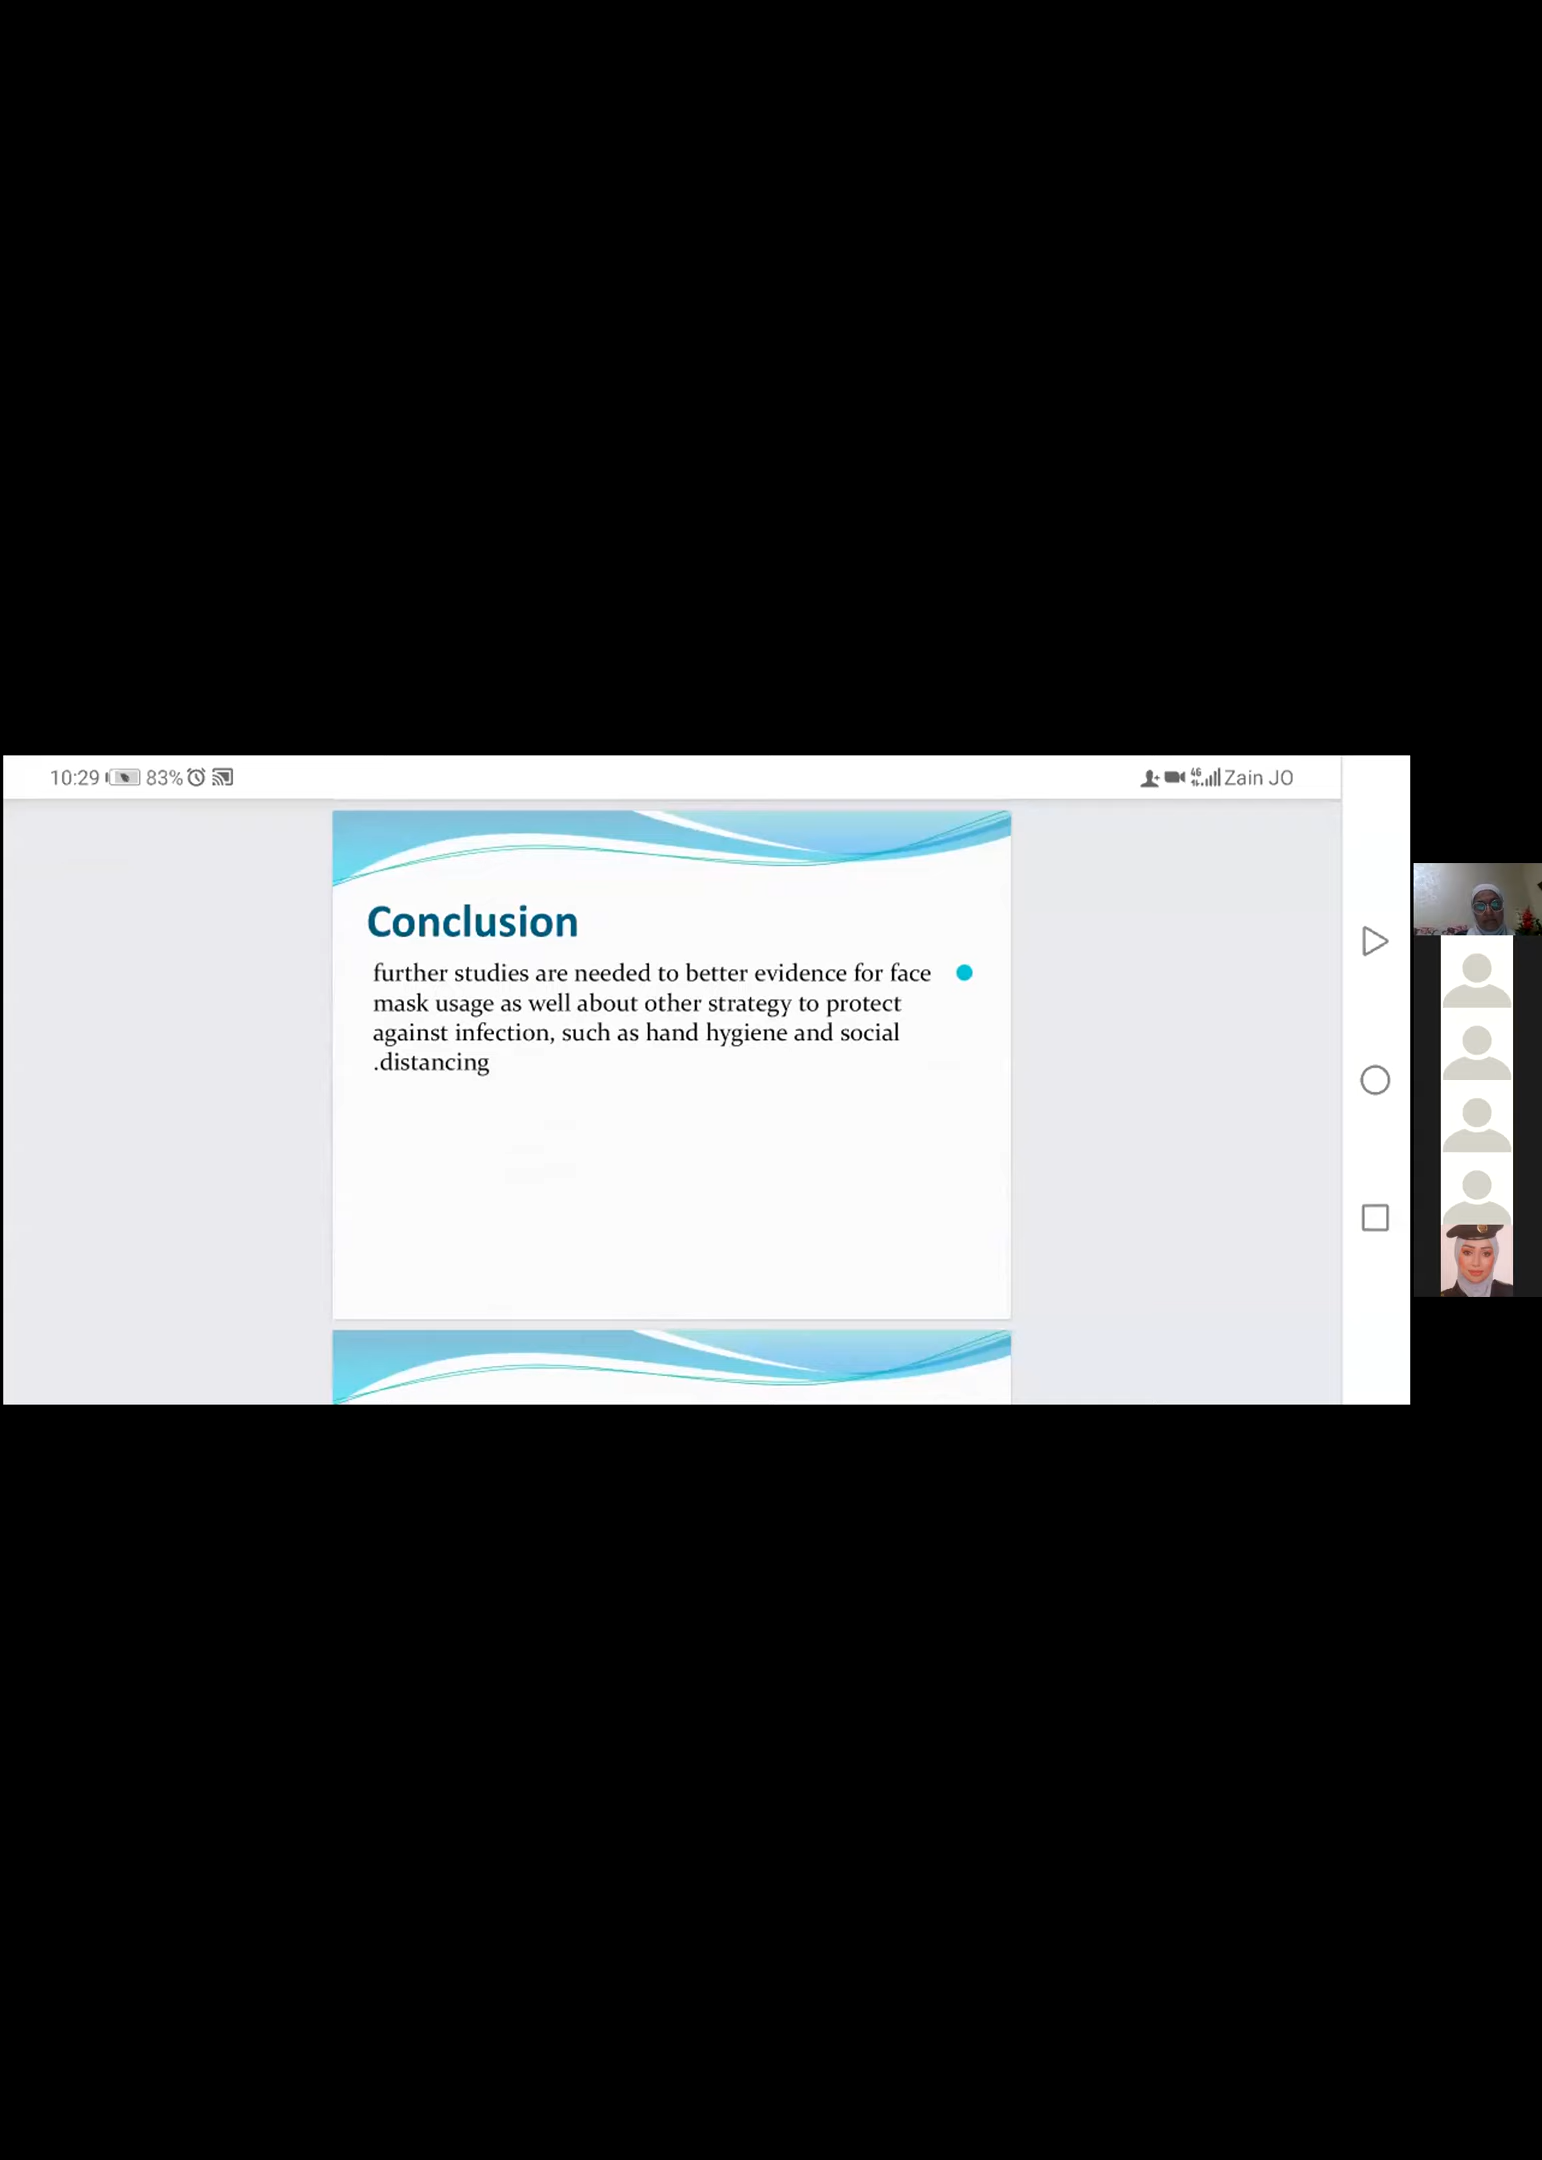 10:29 83% 4G Zain JO
Conclusion
further studies are needed to better evidence for face
mask usage as well about other strategy to protect
against infection, such as hand hygiene and social
.distancing